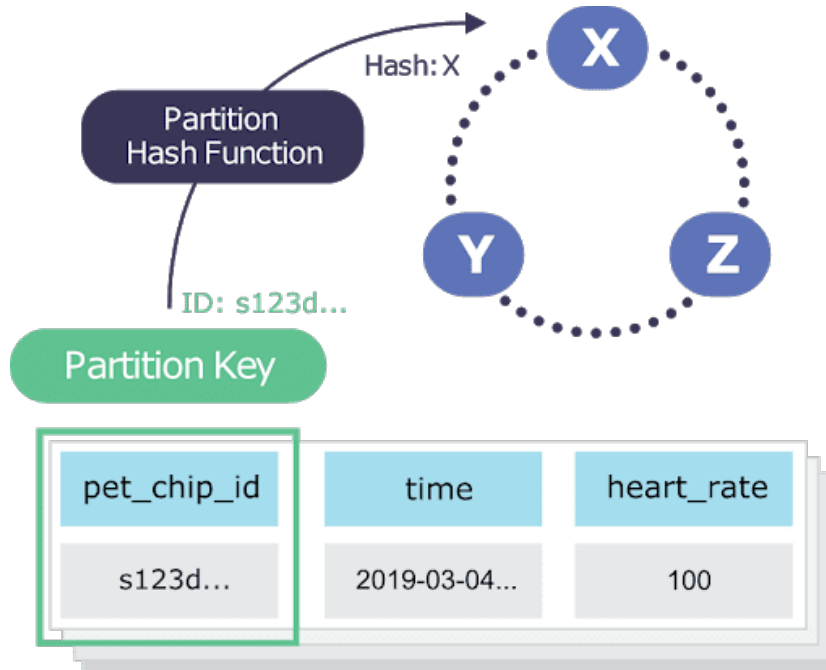 X
Hash: X
Partition
Hash Function
Y
Z
ID: s123d...
Partition Key
pet_chip_id time heart_rate
s123d... 2019-03-04... 100